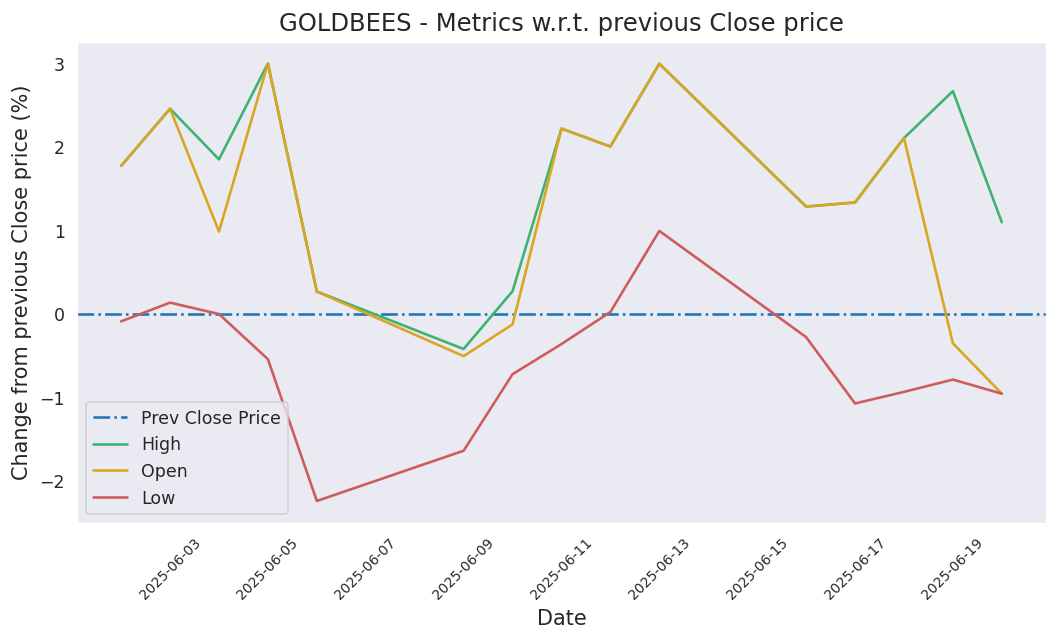 GOLDBEES - Metrics w.r.t. previous Close price
Change from previous Close price (%)
3
2
1
0
−1
−2
Prev Close Price
High
Open
Low
2025-06-03
2025-06-05
2025-06-07
2025-06-09
2025-06-11
2025-06-13
2025-06-15
2025-06-17
2025-06-19
Date